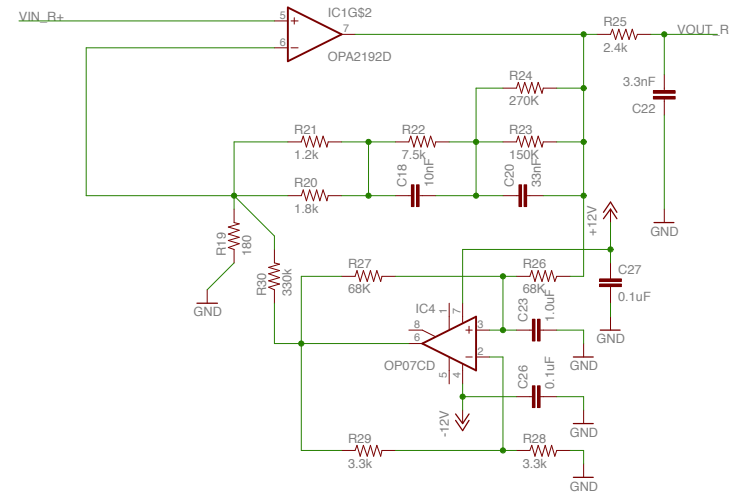 IC1G$2
VIN_R+
5
+
7
6
−
OPA2192D
R25
VOUT_R
2.4k
3.3nF
C22
GND
R24
270K
R21
1.2k
R22
7.5k
R23
150K
R20
1.8k
C18
10nF
C20
33nF
R19
180
GND
R30
330k
+12V
C27
0.1uF
GND
R27
68K
R26
68K
C23
1.0uF
GND
IC4
1
7
8
3
+
6
2
−
5
4
OP07CD
-12V
C26
0.1uF
GND
R29
3.3k
R28
3.3k
GND